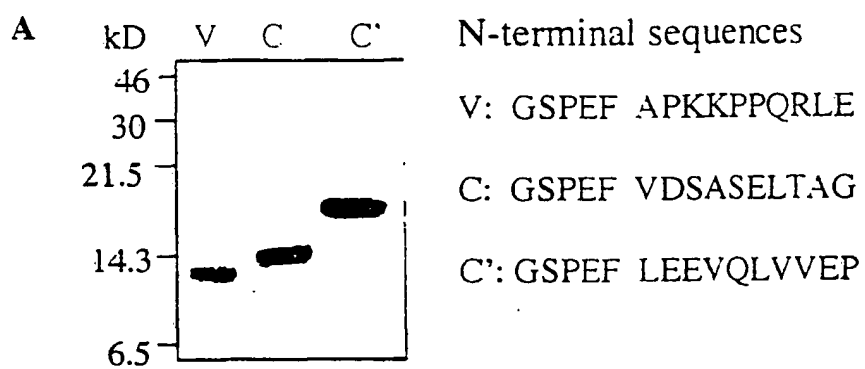 A
kD V C C' N-terminal sequences
46
30
21.5
14.3
6.5
V: GSPEF APKKPPQRLE
C: GSPEF VDSASELTAG
C': GSPEF LEEVQLVVEP